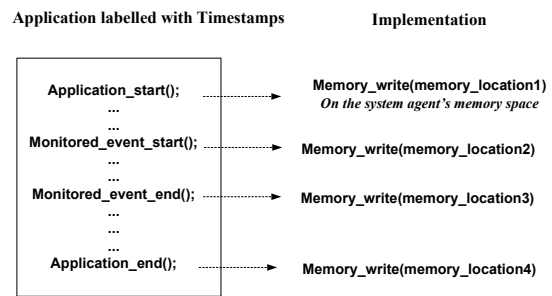 Application labelled with Timestamps
Implementation
Application_start();
Memory_write(memory_location1)
On the system agent's memory space
...
...
Monitored_event_start();
Memory_write(memory_location2)
...
...
Monitored_event_end();
Memory_write(memory_location3)
...
...
...
Application_end();
Memory_write(memory_location4)